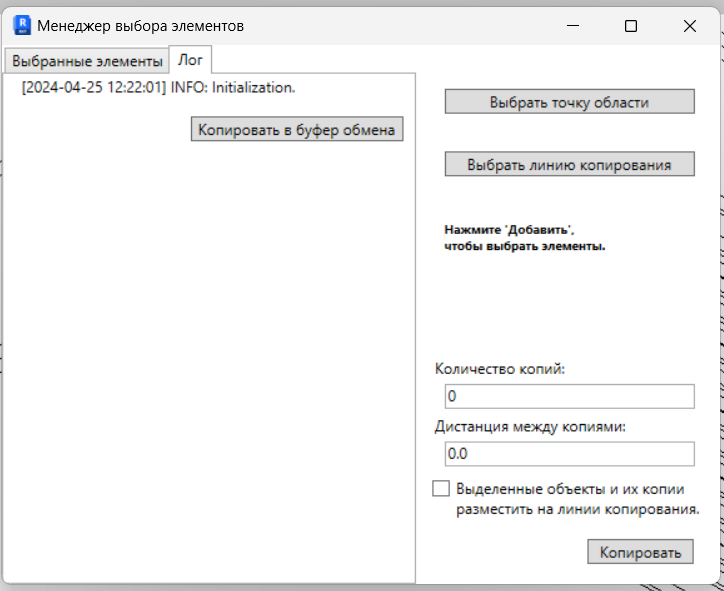 Менеджер выбора элементов
Выбранные элементы
Лог
[2024-04-25 12:22:01] INFO: Initialization.
Копировать в буфер обмена
Выбрать точку области
Выбрать линию копирования
Нажмите 'Добавить',
чтобы выбрать элементы.
Количество копий:
0
Дистанция между копиями:
0.0
Выделенные объекты и их копии
разместить на линии копирования.
Копировать